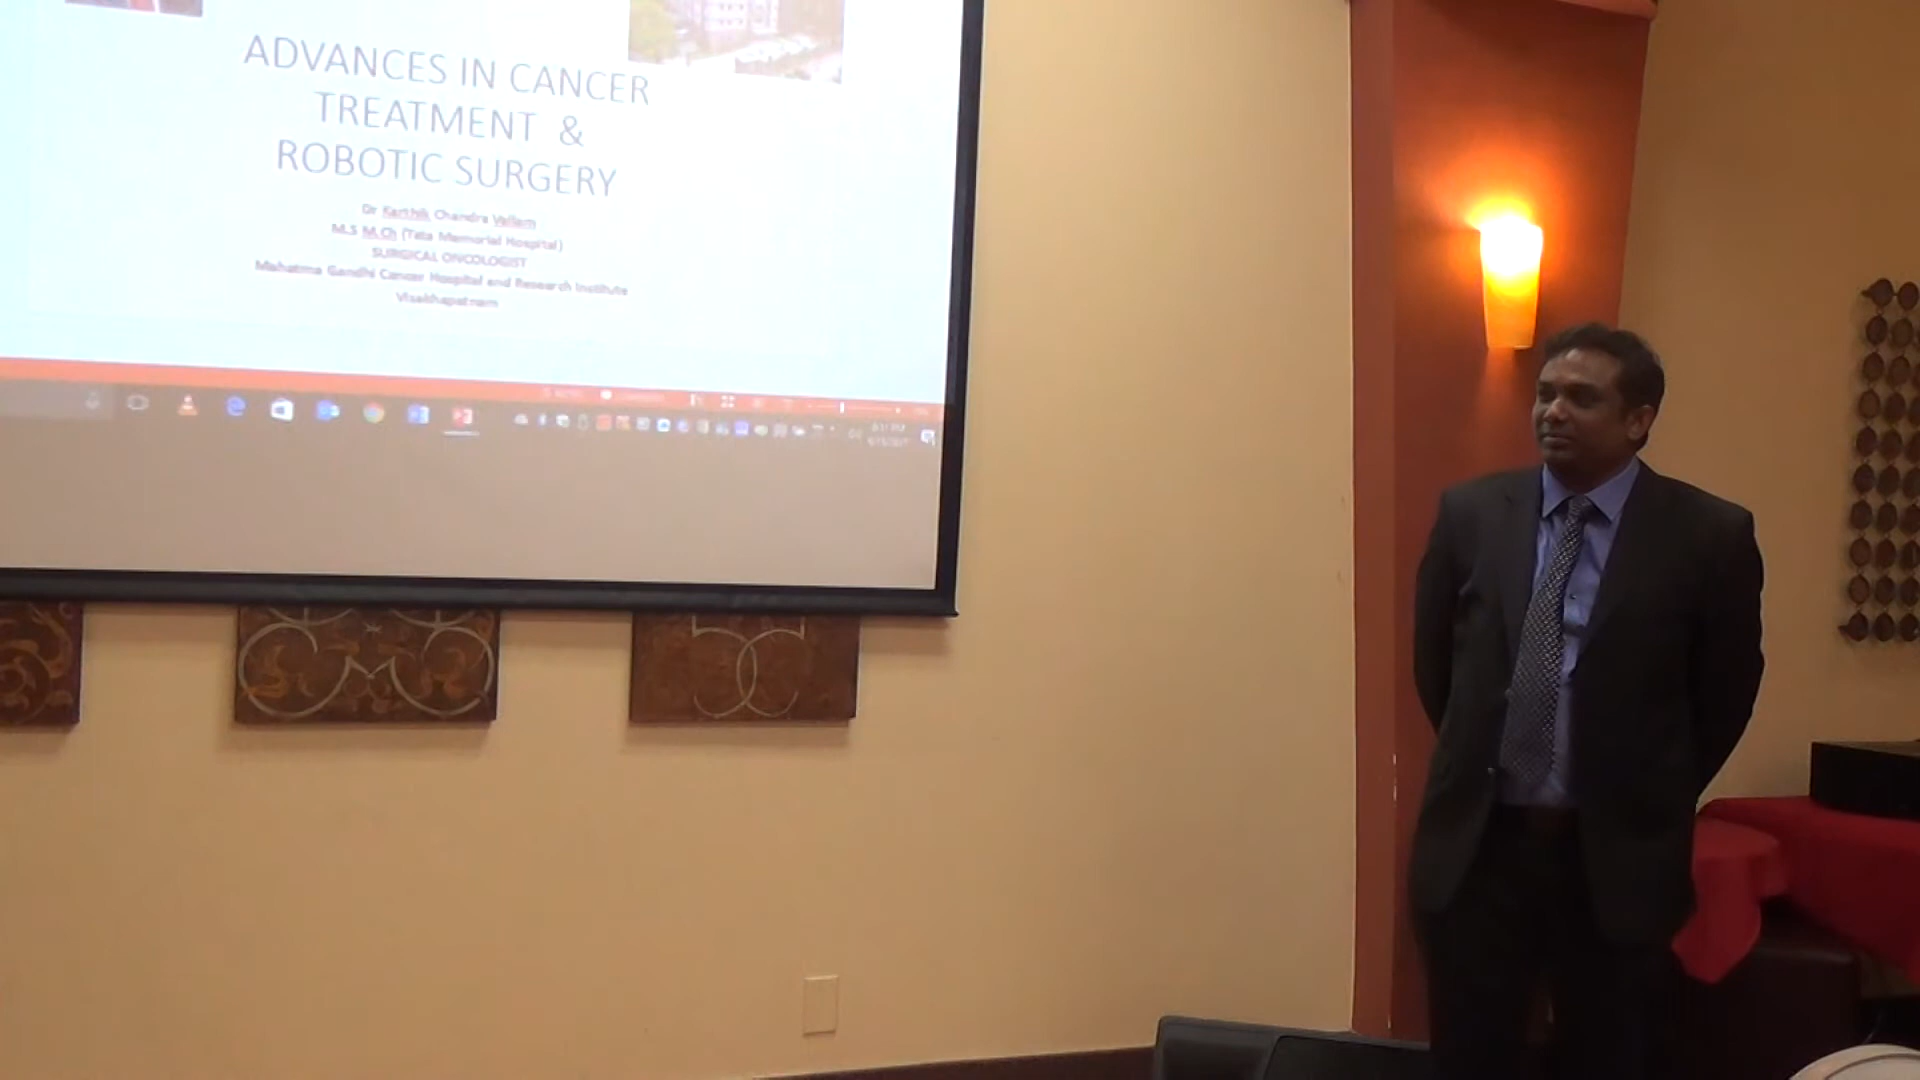 ADVANCES IN CANCER
TREATMENT &
ROBOTIC SURGERY
Dr Karthik Chandra Vallam
M.S M.Ch (Tata Memorial Hospital)
SURGICAL ONCOLOGIST
Mahatma Gandhi Cancer Hospital and Research Institute
Visakhapatnam